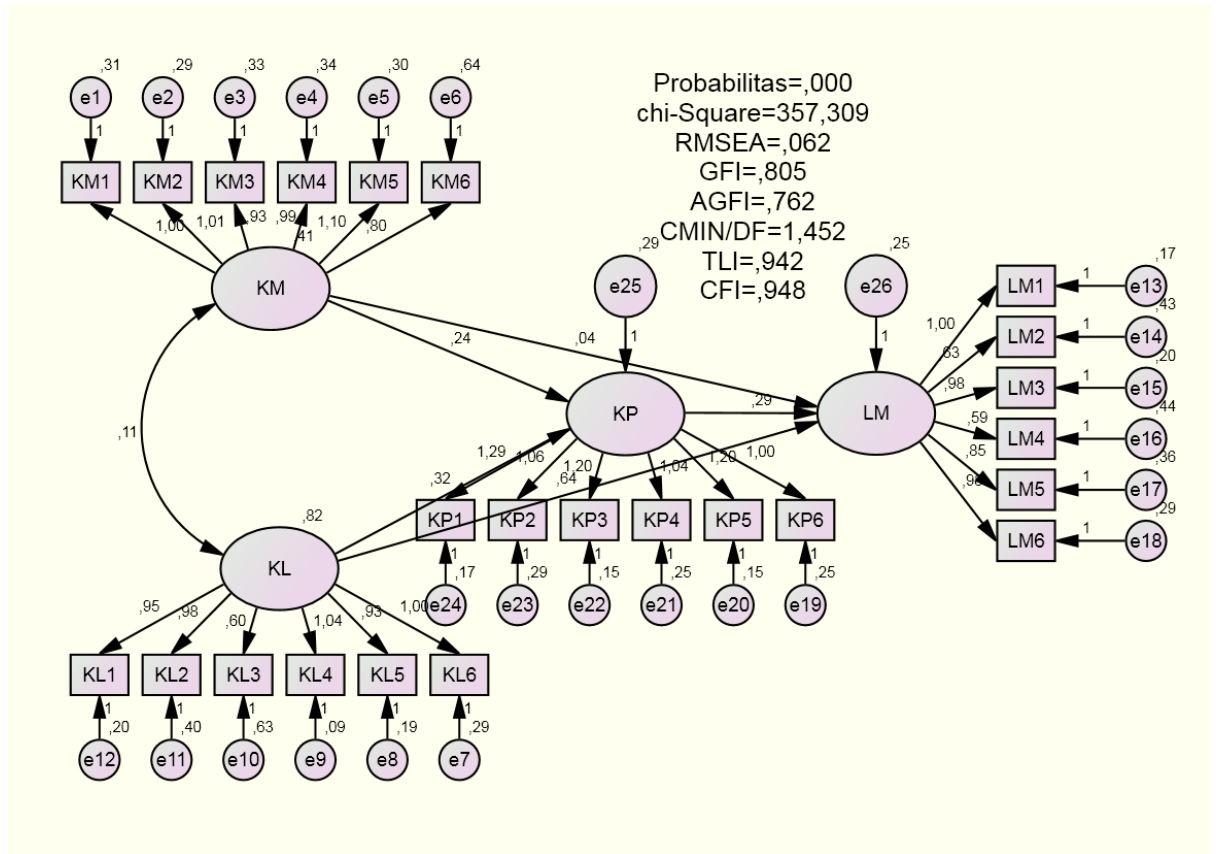 ,31 ,29 ,33 ,34 ,30 ,64
e1 e2 e3 e4 e5 e6
1 1 1 1 1 1
KM1 KM2 KM3 KM4 KM5 KM6
1,00 1,01 ,93 ,99 1,10 ,80
,41
KM
Probabilitas=,000
chi-Square=357,309
RMSEA=,062
GFI=,805
AGFI=,762
CMIN/DF=1,452
TLI=,942
CFI=,948
,29 ,25
e25 e26
1 1
,24 ,04
KP ,29 LM
,11
1,00 LM1 1 e13 ,17
,63 LM2 1 e14 ,43
,98 LM3 1 e15 ,20
,59 LM4 1 e16 ,44
,85 LM5 1 e17 ,36
LM6 1 e18 ,29
,32 ,64
1,29 1,06 1,20 1,04 1,20 1,00
KP1 KP2 KP3 KP4 KP5 KP6
1 1 1 1 1 1
,17 ,29 ,15 ,25 ,15 ,25
e24 e23 e22 e21 e20 e19
,82
KL
,95 ,98 ,60 1,04 ,93 1,00
KL1 KL2 KL3 KL4 KL5 KL6
1 1 1 1 1 1
,20 ,40 ,63 ,09 ,19 ,29
e12 e11 e10 e9 e8 e7